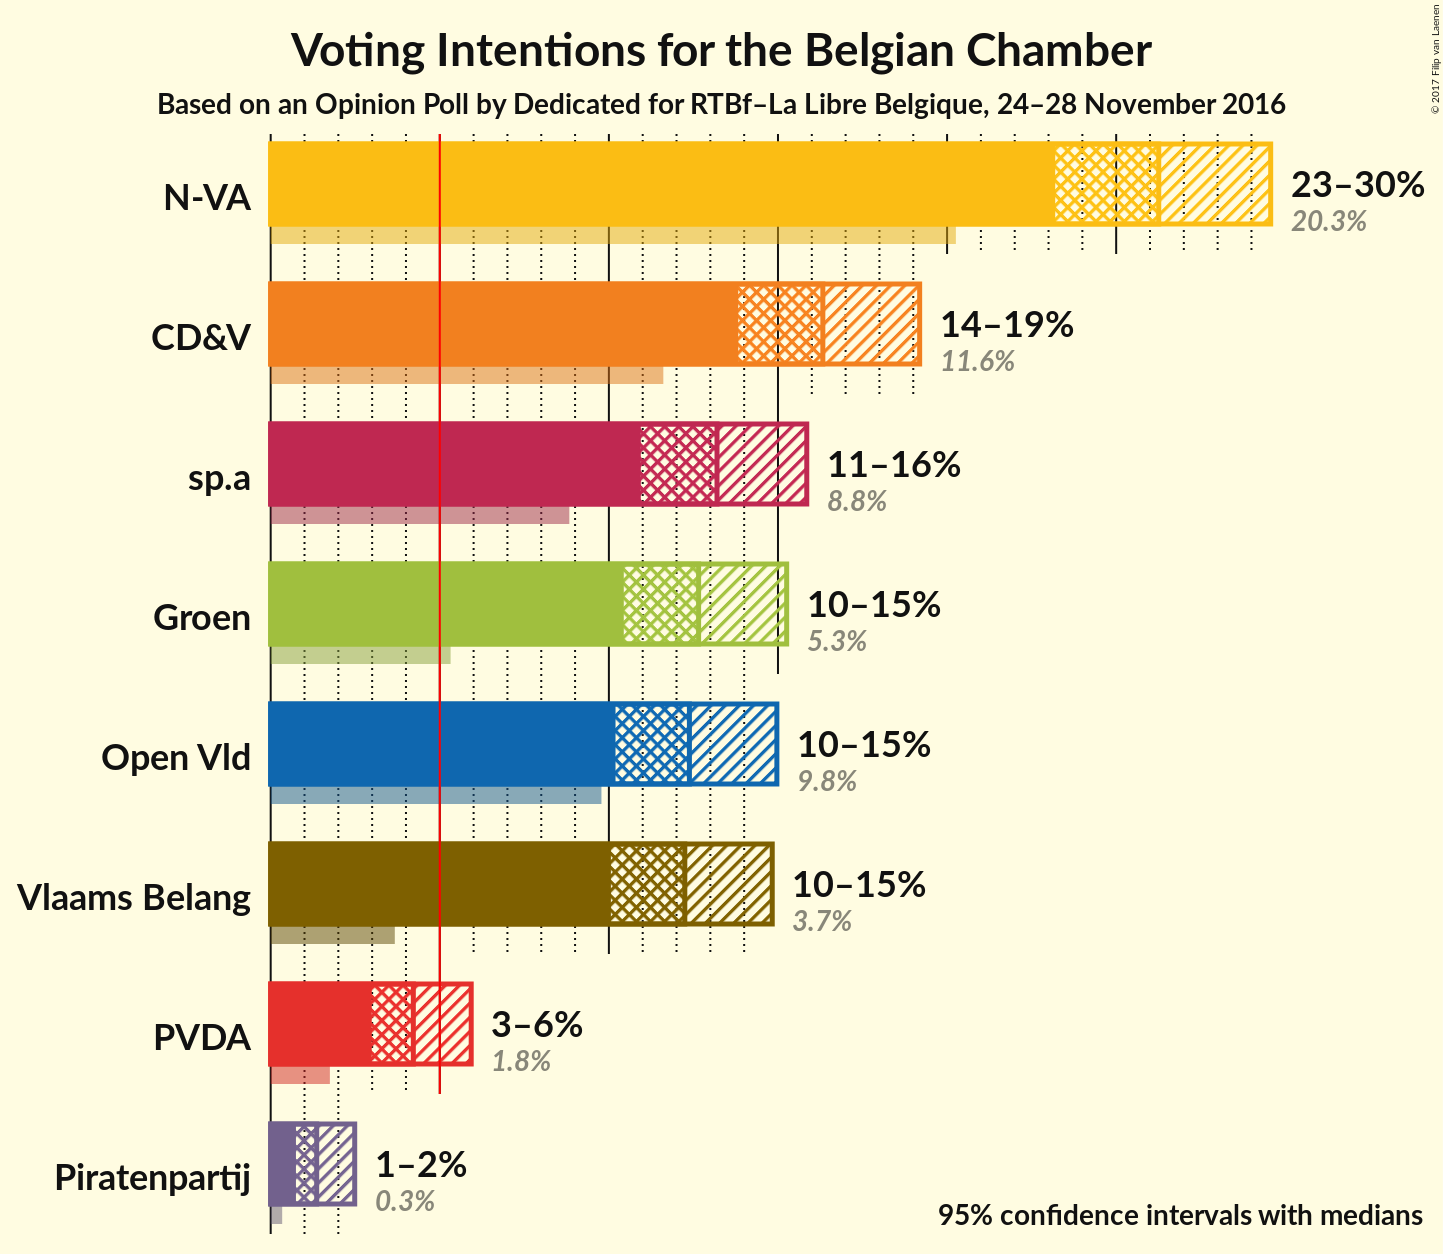 Voting Intentions for the Belgian Chamber
Based on an Opinion Poll by Dedicated for RTBf–La Libre Belgique, 24–28 November 2016
© 2017 Filip van Laenen
N-VA
23–30%
20.3%
CD&V
14–19%
11.6%
sp.a
11–16%
8.8%
Groen
10–15%
5.3%
Open Vld
10–15%
9.8%
Vlaams Belang
10–15%
3.7%
PVDA
3–6%
1.8%
Piratenpartij
1–2%
0.3%
95% confidence intervals with medians